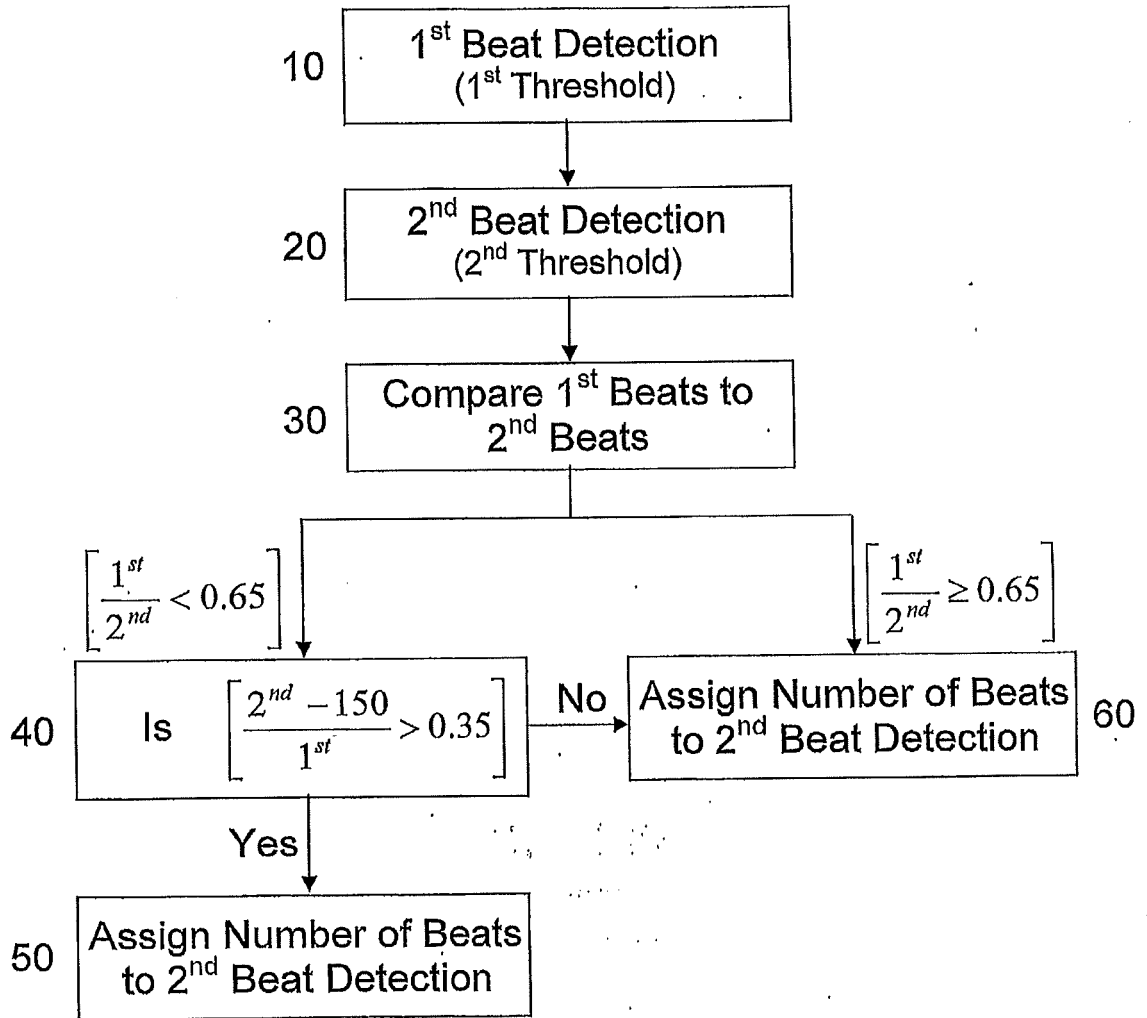 10
1st Beat Detection
(1st Threshold)
20
2nd Beat Detection
(2nd Threshold)
30
Compare 1st Beats to
2nd Beats
[1st/2nd < 0.65]
[1st/2nd ≥ 0.65]
40
Is [2nd - 150/1st > 0.35]
No
Assign Number of Beats
to 2nd Beat Detection
60
Yes
50
Assign Number of Beats
to 2nd Beat Detection